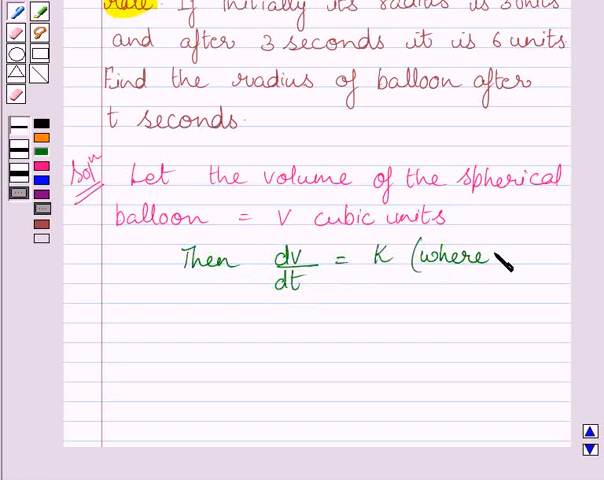 rate. If initially its radius is 3 units
and after 3 seconds it is 6 units
Find the radius of balloon after
t seconds.
Solⁿ Let the volume of the spherical
balloon = V cubic units
Then dv/dt = K (where